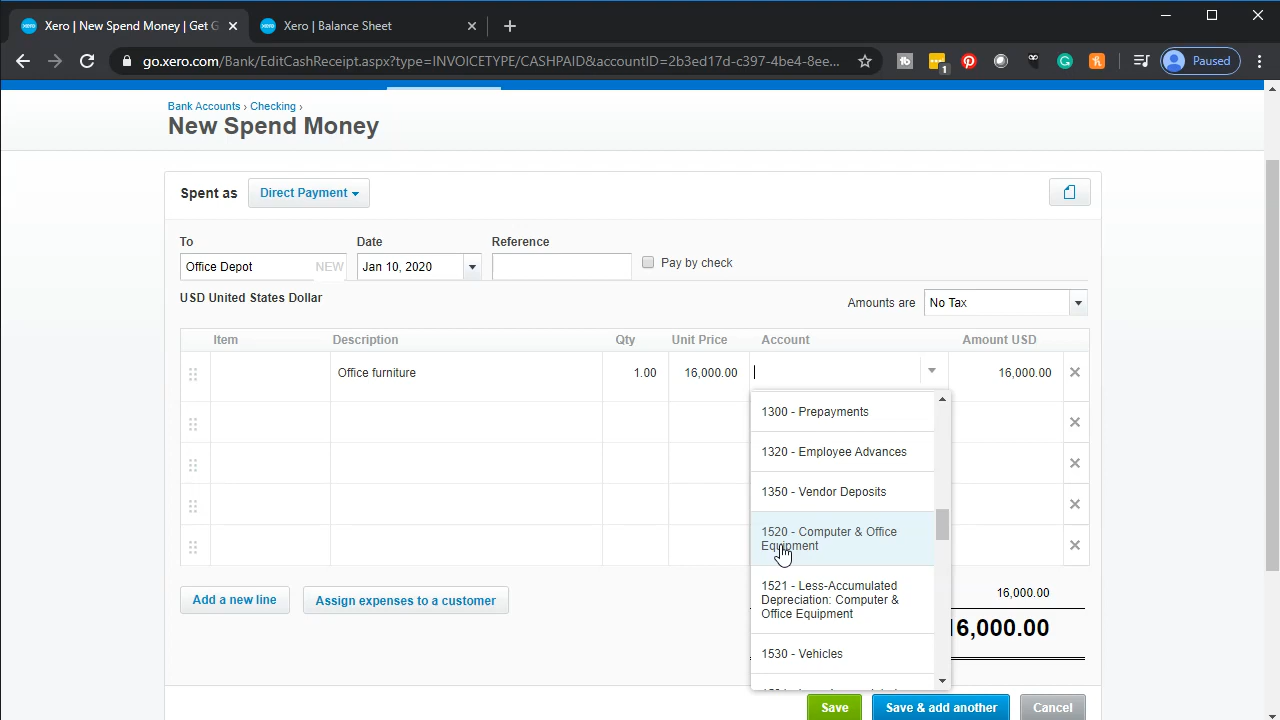 Xero | New Spend Money | Get G
Xero | Balance Sheet
go.xero.com/Bank/EditCashReceipt.aspx?type=INVOICETYPE/CASHPAID&accountID=2b3ed17d-c397-4be4-8ee...
1
Paused
Bank Accounts › Checking ›
New Spend Money
Spent as
Direct Payment
To
Date
Reference
Office Depot
NEW
Jan 10, 2020
Pay by check
USD United States Dollar
Amounts are
No Tax
Item
Description
Qty
Unit Price
Account
Amount USD
Office furniture
1.00
16,000.00
16,000.00
1300 - Prepayments
1320 - Employee Advances
1350 - Vendor Deposits
1520 - Computer & Office
Equipment
1521 - Less-Accumulated
Depreciation: Computer &
Office Equipment
1530 - Vehicles
Add a new line
Assign expenses to a customer
16,000.00
16,000.00
Save
Save & add another
Cancel